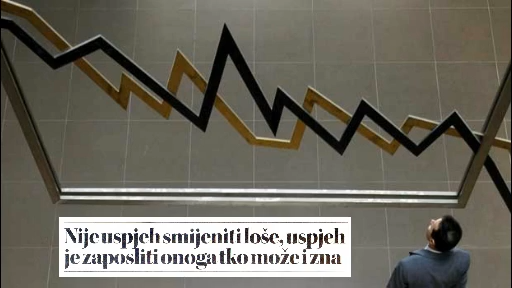 Nije uspjeh smijeniti loše, uspjeh
je zaposliti onoga tko može i zna